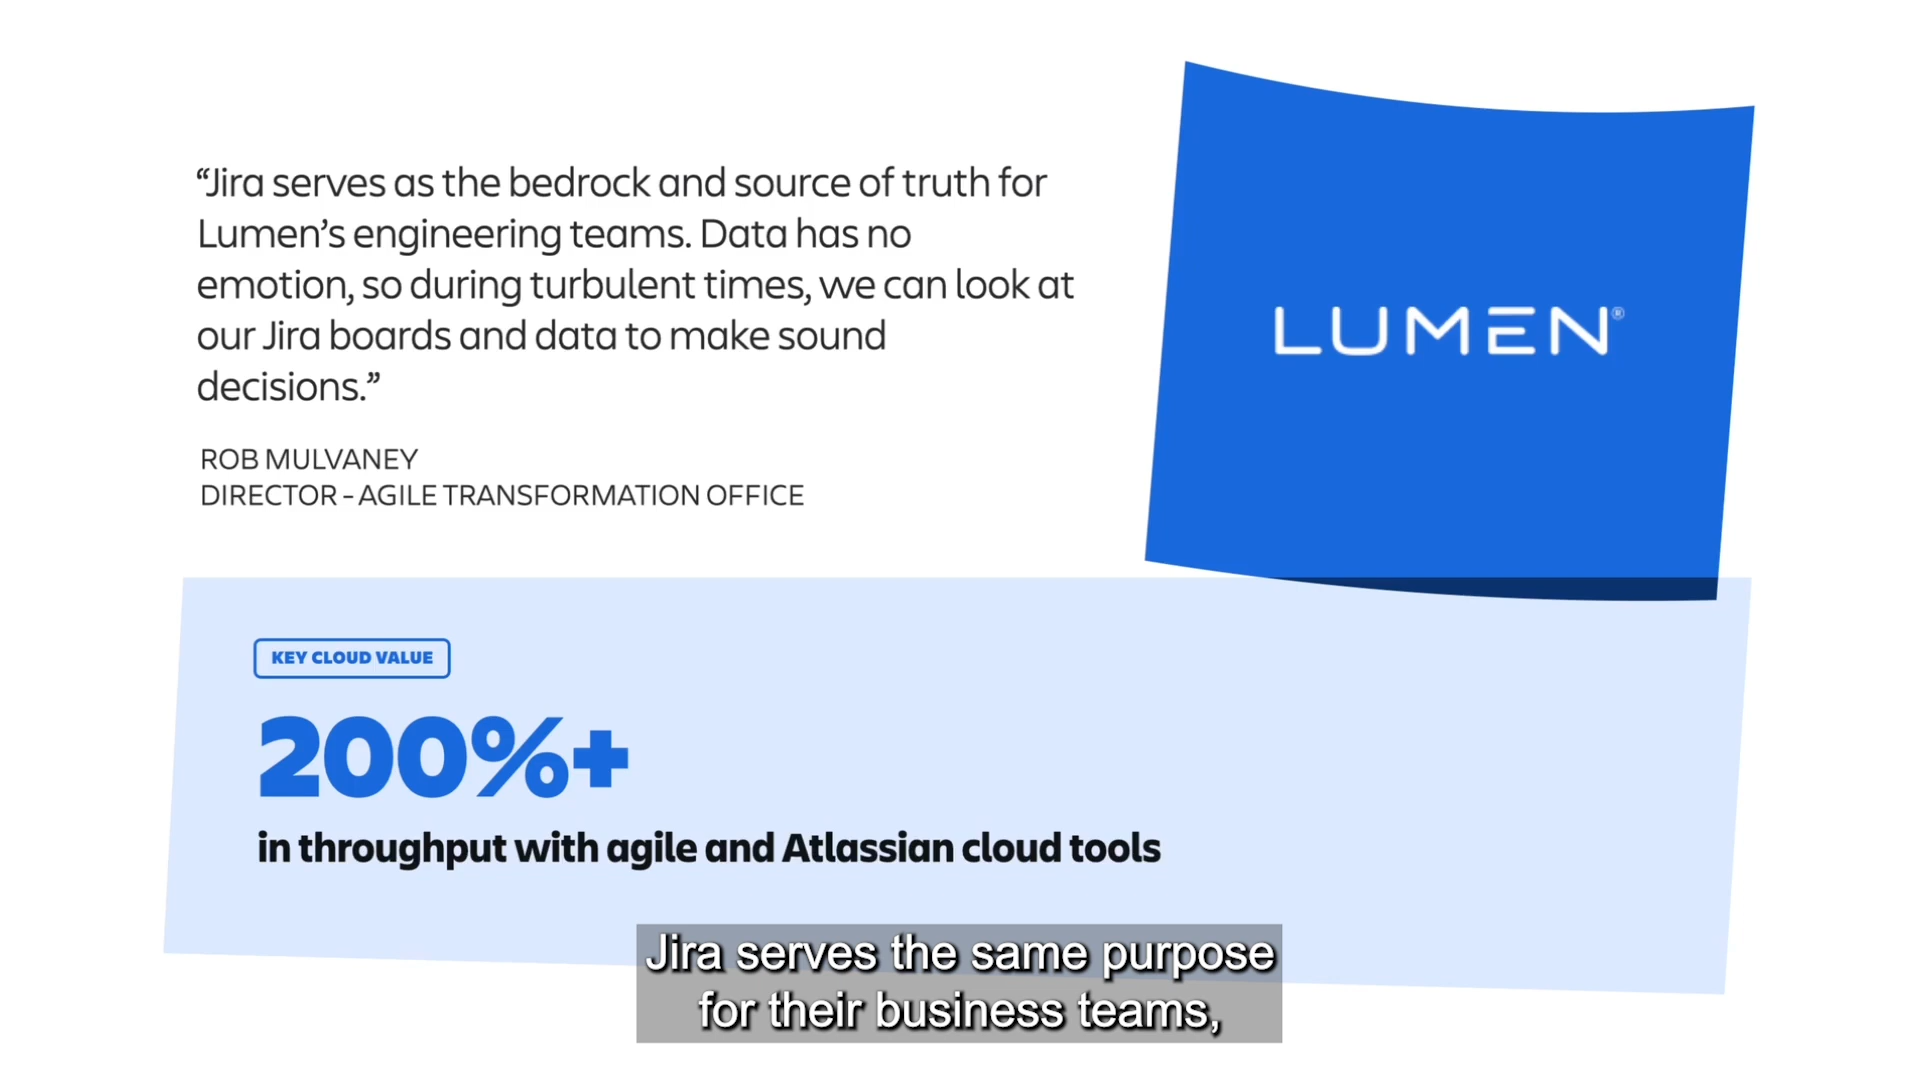 “Jira serves as the bedrock and source of truth for
Lumen’s engineering teams. Data has no
emotion, so during turbulent times, we can look at
our Jira boards and data to make sound
decisions.”
ROB MULVANEY
DIRECTOR – AGILE TRANSFORMATION OFFICE
LUMEN®
KEY CLOUD VALUE
200%+
in throughput with agile and Atlassian cloud tools
Jira serves the same purpose
for their business teams,